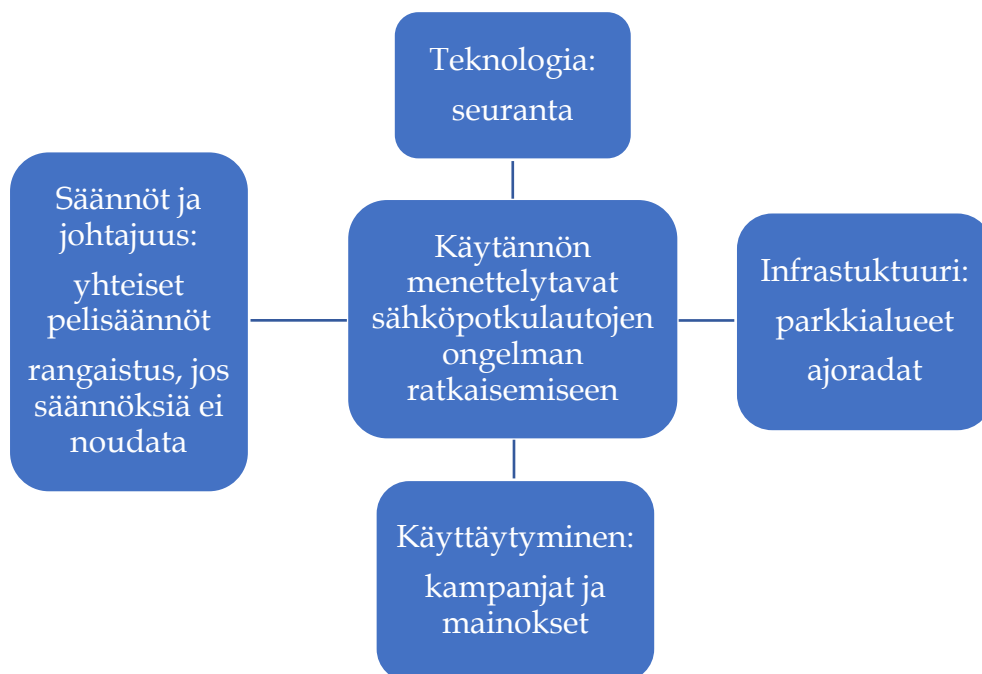 Teknologia:
seuranta
Säännöt ja
johtajuus:
yhteiset
pelisäännöt
rangaistus, jos
säännöksiä ei
noudata
Käytännön
menettelytavat
sähköpotkulautojen
ongelman
ratkaisemiseen
Infrastuktuuri:
parkkialueet
ajoradat
Käyttäytyminen:
kampanjat ja
mainokset